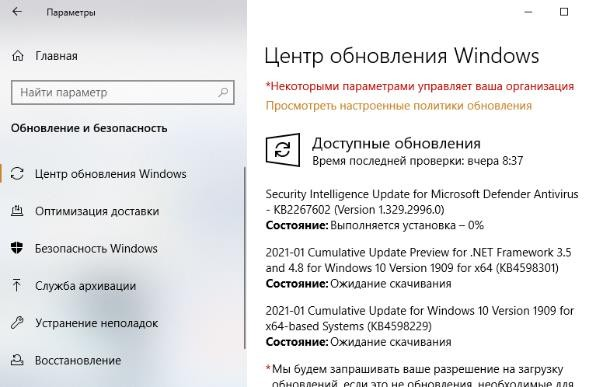 Параметры
Главная
Найти параметр
Обновление и безопасность
Центр обновления Windows
Оптимизация доставки
Безопасность Windows
Служба архивации
Устранение неполадок
Восстановление
Центр обновления Windows
*Некоторыми параметрами управляет ваша организация
Просмотреть настроенные политики обновления
Доступные обновления
Время последней проверки: вчера 8:37
Security Intelligence Update for Microsoft Defender Antivirus
- KB2267602 (Version 1.329.2996.0)
Состояние: Выполняется установка – 0%
2021-01 Cumulative Update Preview for .NET Framework 3.5
and 4.8 for Windows 10 Version 1909 for x64 (KB4598301)
Состояние: Ожидание скачивания
2021-01 Cumulative Update for Windows 10 Version 1909 for
x64-based Systems (KB4598229)
Состояние: Ожидание скачивания
*Мы будем запрашивать ваше разрешение на загрузку
обновлений, если это не обновления, необходимые для